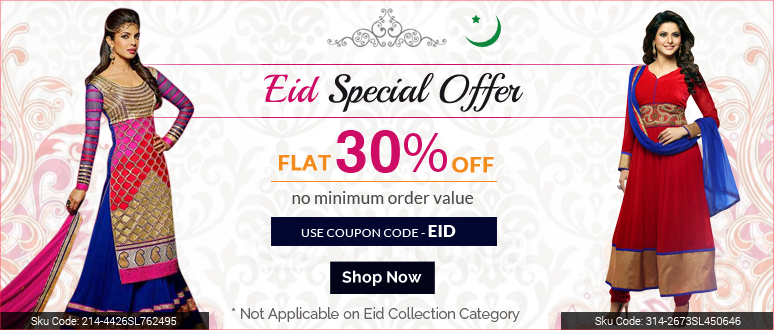 Eid Special Offer
FLAT 30% OFF
no minimum order value
USE COUPON CODE - EID
Shop Now
* Not Applicable on Eid Collection Category
Sku Code: 214-4426SL762495
Sku Code: 314-2673SL450646